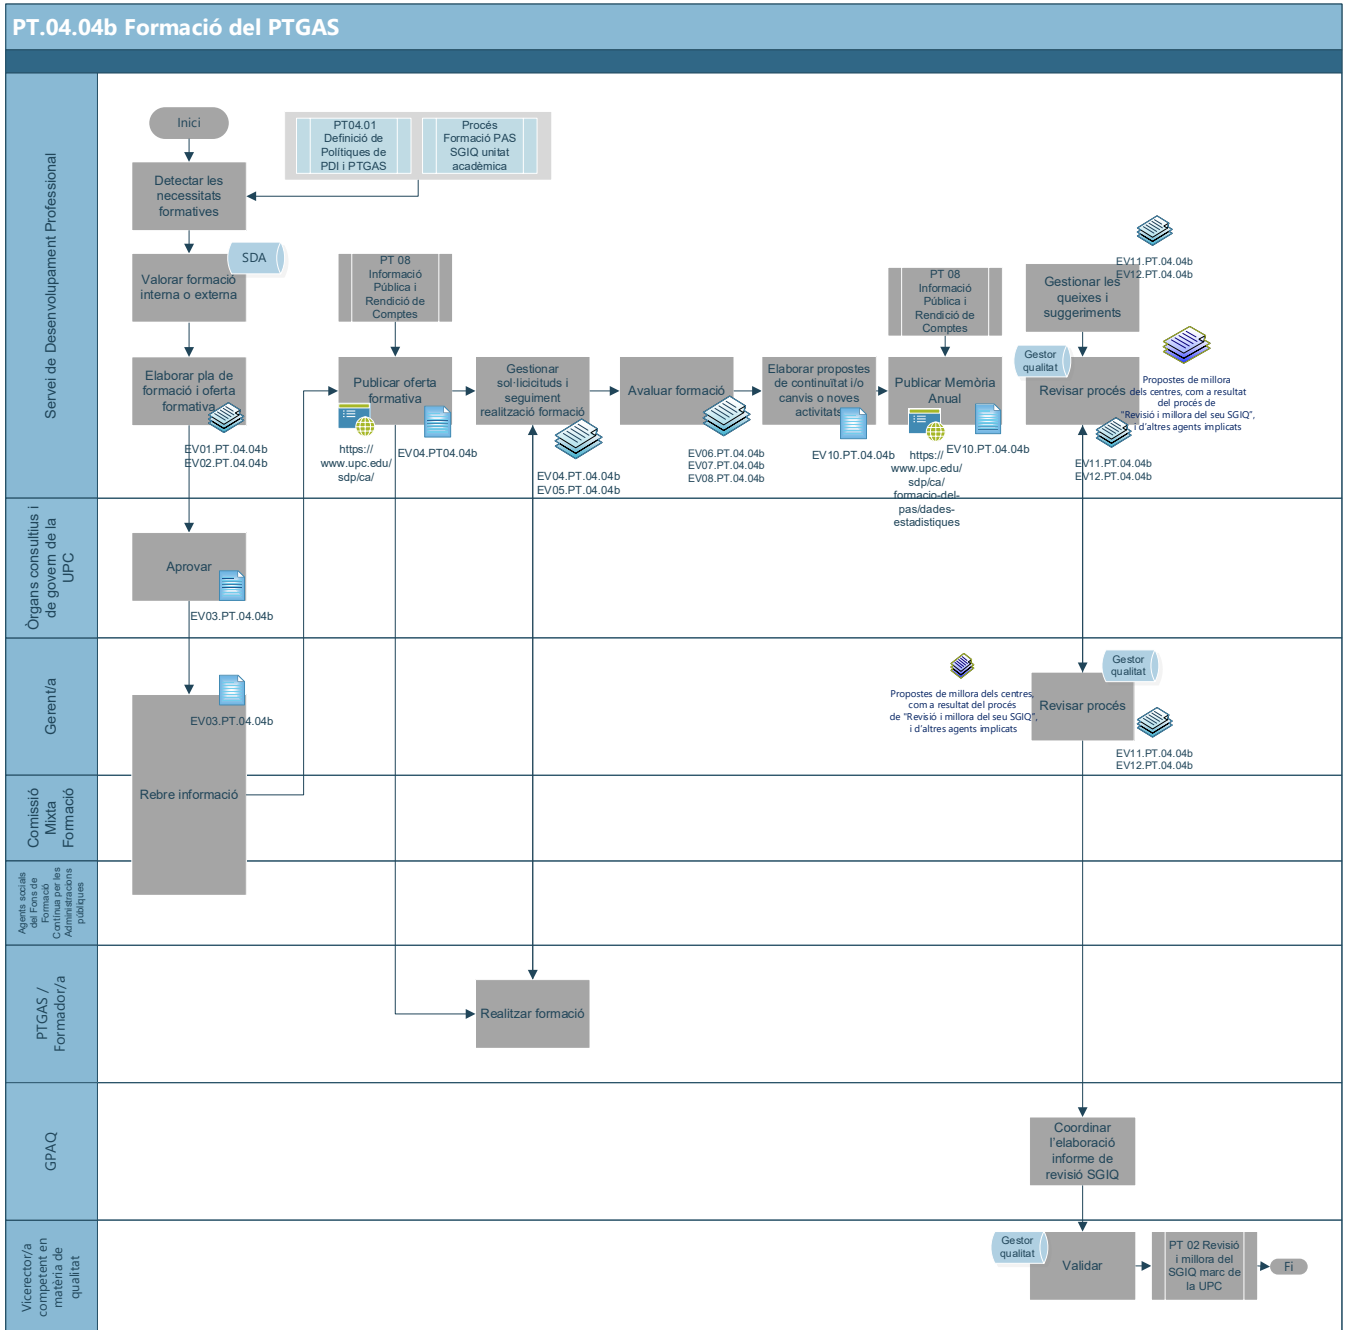 PT.04.04b Formació del PTGAS
Servei de Desenvolupament Professional
Inici
PT04.01
Definició de
Polítiques de
PDI i PTGAS
Procés
Formació PAS
SGIQ unitat
acadèmica
Detectar les
necessitats
formatives
SDA
Valorar formació
interna o externa
PT 08
Informació
Pública i
Rendició de
Comptes
PT 08
Informació
Pública i
Rendició de
Comptes
EV11.PT.04.04b
EV12.PT.04.04b
Gestionar les
queixes i
suggeriments
Elaborar pla de
formació i oferta
formativa
EV01.PT.04.04b
EV02.PT.04.04b
Publicar oferta
formativa
https://
www.upc.edu/
sdp/ca/
EV04.PT04.04b
Gestionar
sol·licicituds i
seguiment
realització formació
EV04.PT.04.04b
EV05.PT.04.04b
Avaluar formació
EV06.PT.04.04b
EV07.PT.04.04b
EV08.PT.04.04b
Elaborar propostes
de continuïtat i/o
canvis o noves
activitats
EV10.PT.04.04b
Publicar Memòria
Anual
https://
www.upc.edu/
sdp/ca/
formacio-del-
pas/dades-
estadistiques
EV10.PT.04.04b
Gestor
qualitat
Revisar procés
Propostes de millora
dels centres, com a resultat
del procés de
"Revisió i millora del seu SGIQ",
i d'altres agents implicats
EV11.PT.04.04b
EV12.PT.04.04b
Òrgans consultius i
de govern de la
UPC
Aprovar
EV03.PT.04.04b
Gerent/a
EV03.PT.04.04b
Propostes de millora dels centres,
com a resultat del procés
de "Revisió i millora del seu SGIQ",
i d'altres agents implicats
Gestor
qualitat
Revisar procés
EV11.PT.04.04b
EV12.PT.04.04b
Comissió
Mixta
Formació
Rebre informació
Agents socials
del Fons de
Formació
Contínua per les
Administracions
públiques
PTGAS /
Formador/a
Realitzar formació
GPAQ
Coordinar
l'elaboració
informe de
revisió SGIQ
Vicerector/a
competent en
matèria de
qualitat
Gestor
qualitat
Validar
PT 02 Revisió
i millora del
SGIQ marc de
la UPC
Fi